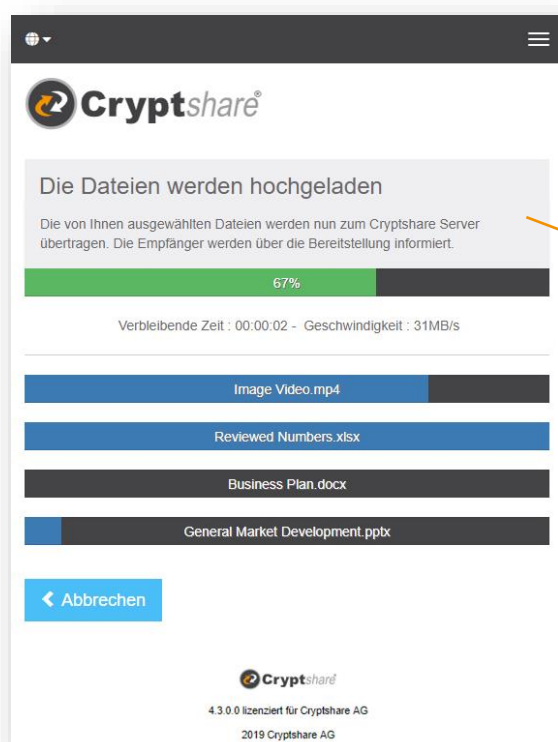 Cryptshare®
Die Dateien werden hochgeladen
Die von Ihnen ausgewählten Dateien werden nun zum Cryptshare Server
übertragen. Die Empfänger werden über die Bereitstellung informiert.
67%
Verbleibende Zeit : 00:00:02 - Geschwindigkeit : 31MB/s
Image Video.mp4
Reviewed Numbers.xlsx
Business Plan.docx
General Market Development.pptx
Abbrechen
Cryptshare®
4.3.0.0 lizenziert für Cryptshare AG
2019 Cryptshare AG